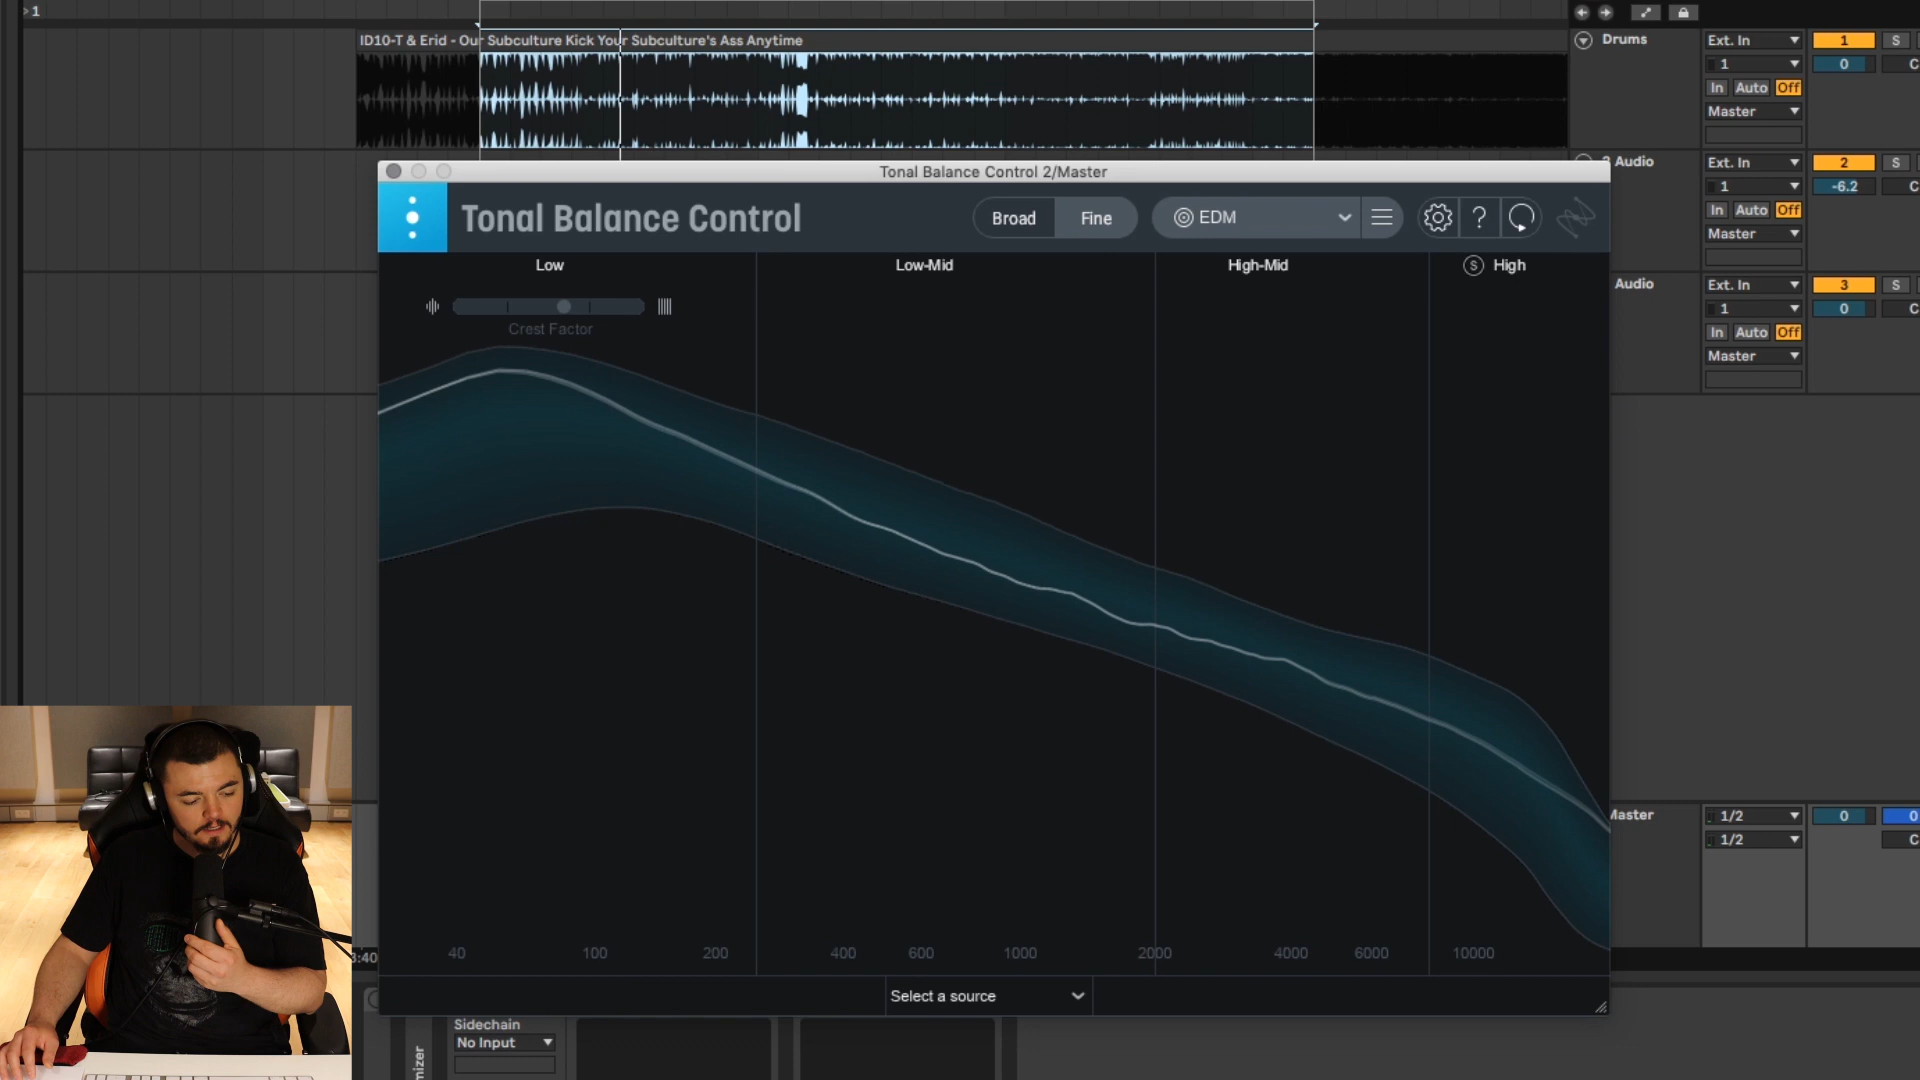 1
ID10-T & Erid - Our Subculture Kick Your Subculture's Ass Anytime
Tonal Balance Control 2/Master
Tonal Balance Control
Broad
Fine
EDM
?
Low
Low-Mid
High-Mid
S High
Crest Factor
40 100 200 400 600 1000 2000 4000 6000 10000
Select a source
Drums
Ext. In
1
S
1
0
C
In Auto Off
Master
2 Audio
Ext. In
2
S
1
-6.2
C
In Auto Off
Master
Audio
Ext. In
3
S
1
0
C
In Auto Off
Master
Master
1/2
0
0
1/2
C
3:40
Sidechain
No Input
mizer